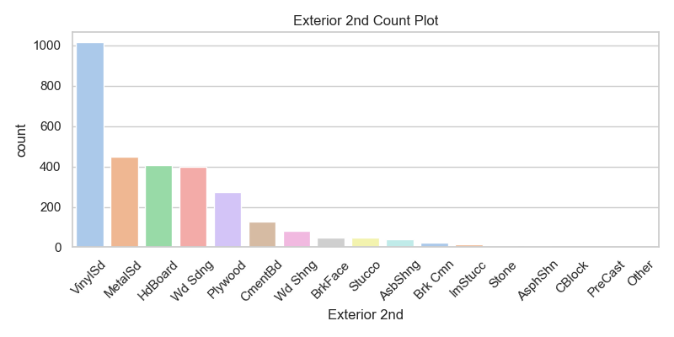 Exterior 2nd Count Plot
1000
800
600
400
200
0
count
VinylSd
MetalSd
HdBoard
Wd Sdng
Plywood
CmentBd
Wd Shng
BrkFace
Stucco
AsbShng
Brk Cmn
ImStucc
Stone
AsphShn
CBlock
PreCast
Other
Exterior 2nd